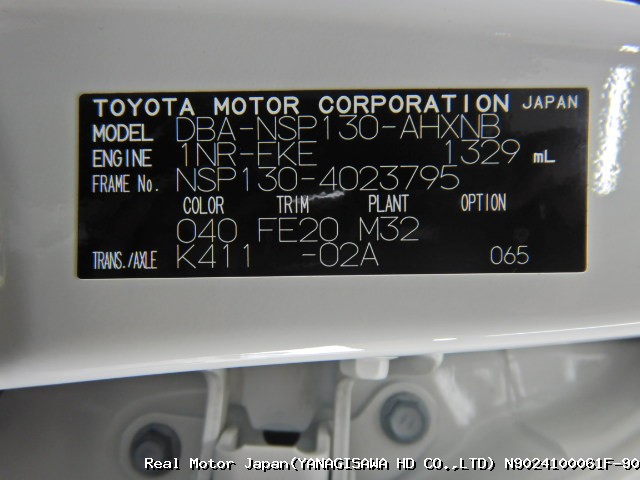 TOYOTA MOTOR CORPORATION JAPAN
MODEL DBA-NSP130-AHXNB
ENGINE 1NR-FKE 1329 mL
FRAME No. NSP130-4023795
COLOR TRIM PLANT OPTION
040 FE20 M32
TRANS./AXLE K411 -02A 065
Real Motor Japan(YANAGISAWA HD CO.,LTD) N9024100061F-90